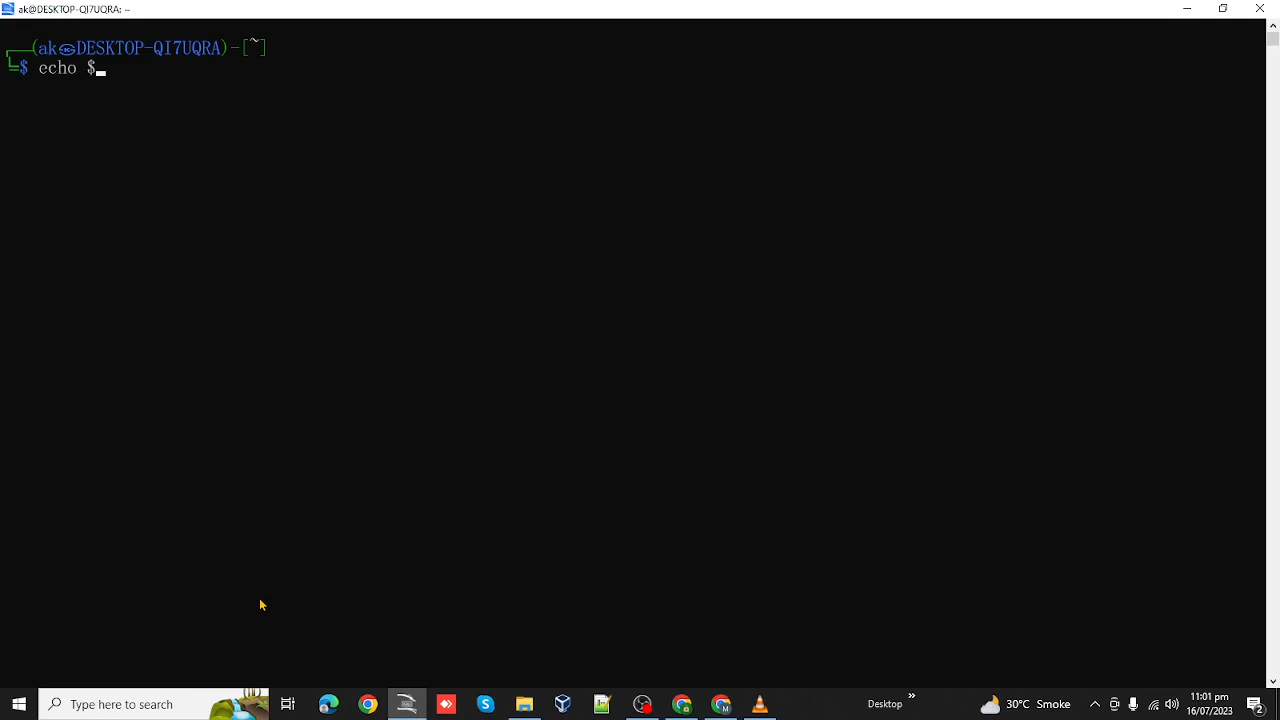 ak@DESKTOP-QI7UQRA: ~
┌──(ak㉿DESKTOP-QI7UQRA)-[~]
└─$ echo $
Type here to search
Desktop
»
30°C Smoke
11:01 pm
16/07/2023
2